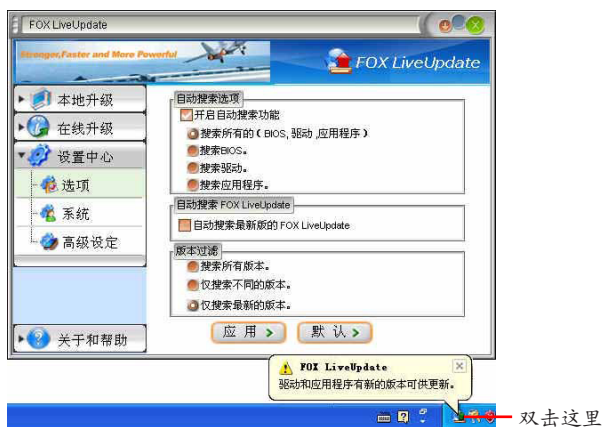 FOX LiveUpdate
Stronger,Faster and More Powerful
FOX LiveUpdate
本地升级
在线升级
设置中心
选项
系统
高级设定
关于和帮助
自动搜索选项
开启自动搜索功能
搜索所有的(BIOS,驱动,应用程序)
搜索BIOS。
搜索驱动。
搜索应用程序。
自动搜索 FOX LiveUpdate
自动搜索最新版的 FOX LiveUpdate
版本过滤
搜索所有版本。
仅搜索不同的版本。
仅搜索最新的版本。
应 用
默 认
FOX LiveUpdate
驱动和应用程序有新的版本可供更新。
双击这里